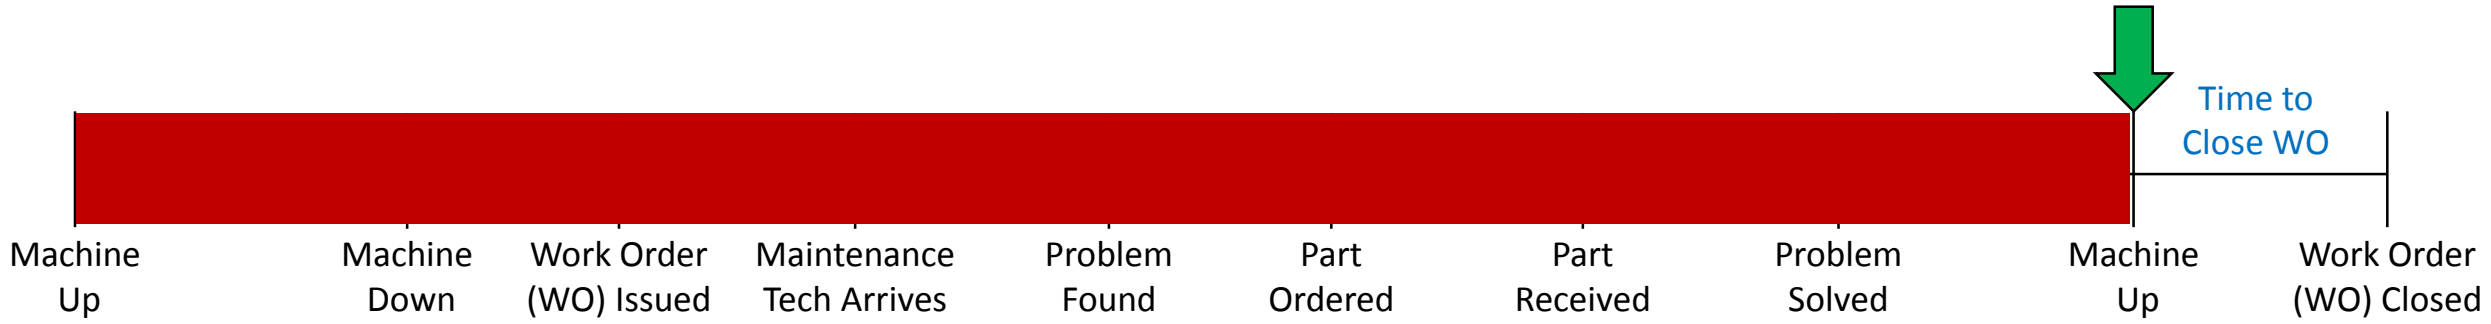 Time to
Close WO
Machine
Up
Machine
Down
Work Order
(WO) Issued
Maintenance
Tech Arrives
Problem
Found
Part
Ordered
Part
Received
Problem
Solved
Machine
Up
Work Order
(WO) Closed